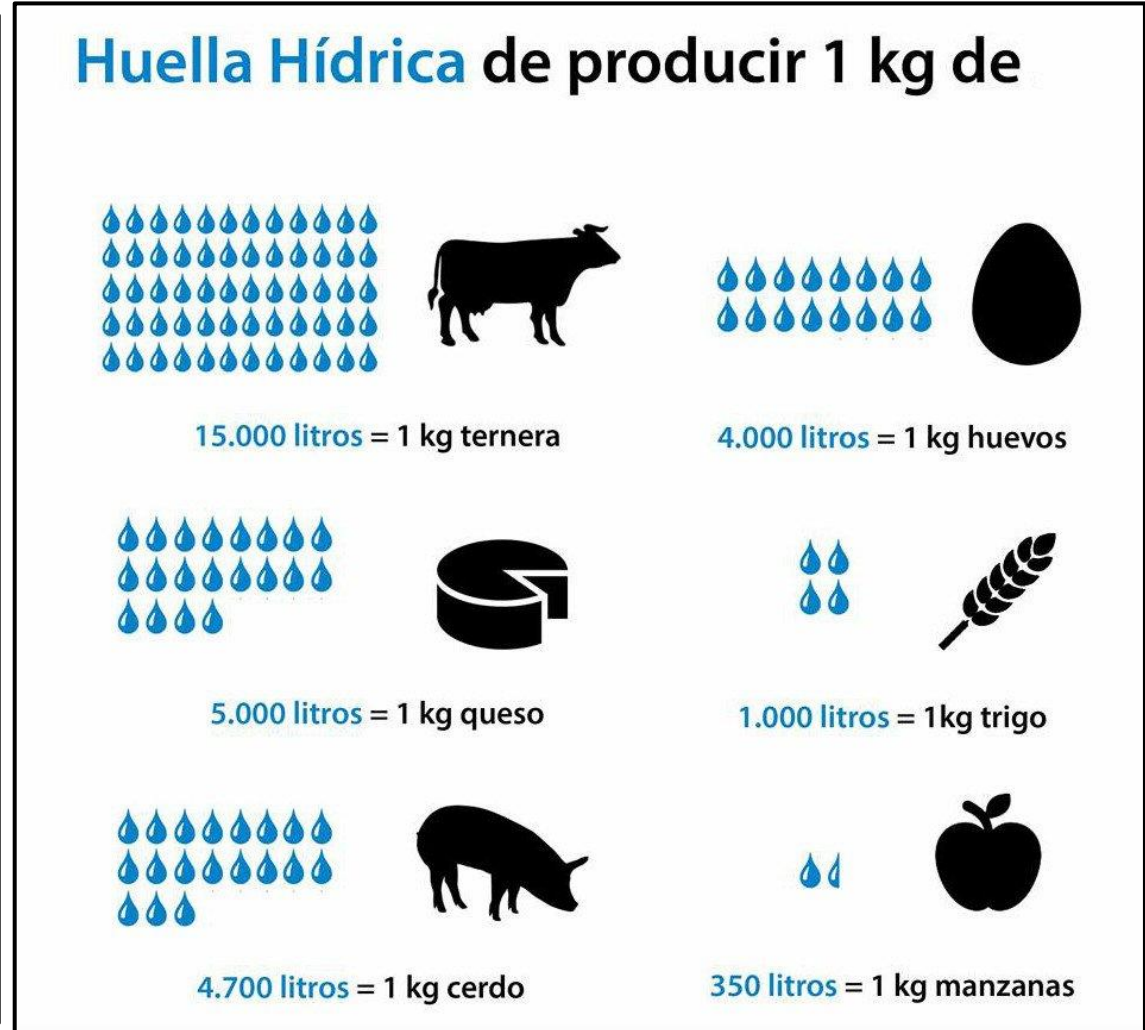 Huella Hídrica de producir 1 kg de
15.000 litros = 1 kg ternera
4.000 litros = 1 kg huevos
5.000 litros = 1 kg queso
1.000 litros = 1kg trigo
4.700 litros = 1 kg cerdo
350 litros = 1 kg manzanas